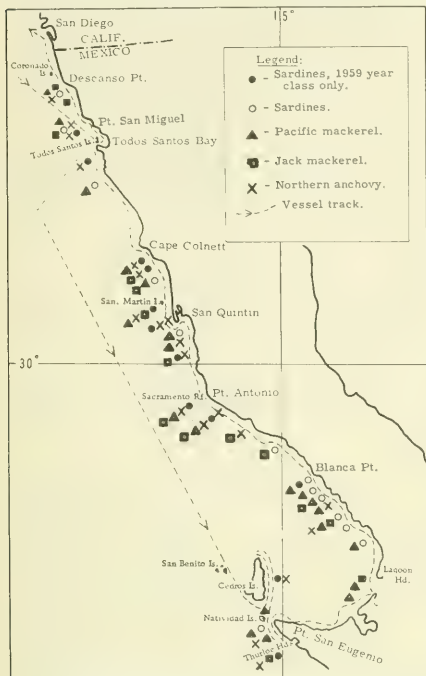 San Diego
15°
CALIF.
MEXICO
Coronado
Is.
Descanso Pt.
Pt. San Miguel
Todos Santos Is.
Todos Santos Bay
Legend:
- Sardines, 1959 year
class only.
- Sardines.
- Pacific mackerel.
- Jack mackerel.
- Northern anchovy.
- Vessel track.
Cape Colnett
San. Martin I.
San Quintin
30°
Sacramento Rf.
Pt. Antonio
Blanca Pt.
San Benito Is.
Cedros Is.
Lagoon
Hd.
Natividad Is.
Pt. San Eugenio
Thurloe Hd.